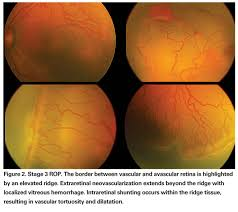 Figure 2. Stage 3 ROP. The border between vascular and avascular retina is highlighted
by an elevated ridge. Extraretinal neovascularization extends beyond the ridge with
localized vitreous hemorrhage. Intraretinal shunting occurs within the ridge tissue,
resulting in vascular tortuosity and dilatation.